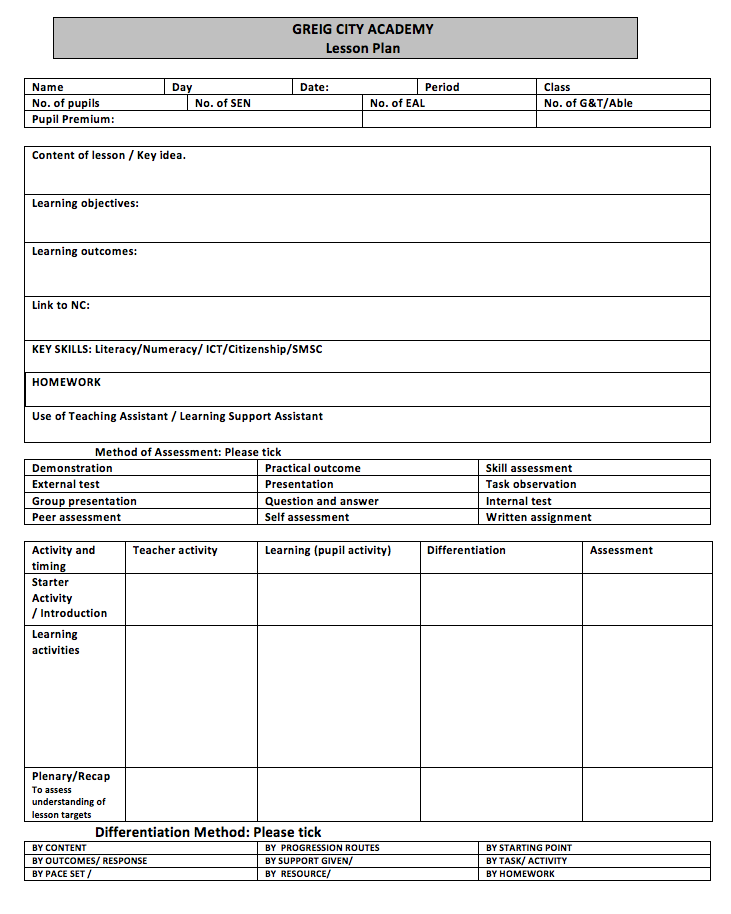 GREIG CITY ACADEMY
Lesson Plan
Name Day Date: Period Class
No. of pupils No. of SEN No. of EAL No. of G&T/Able
Pupil Premium:
Content of lesson / Key idea.
Learning objectives:
Learning outcomes:
Link to NC:
KEY SKILLS: Literacy/Numeracy/ ICT/Citizenship/SMSC
HOMEWORK
Use of Teaching Assistant / Learning Support Assistant
Method of Assessment: Please tick
Demonstration Practical outcome Skill assessment
External test Presentation Task observation
Group presentation Question and answer Internal test
Peer assessment Self assessment Written assignment
Activity and Teacher activity Learning (pupil activity) Differentiation Assessment
timing
Starter
Activity
/ Introduction
Learning
activities
Plenary/Recap
To assess
understanding of
lesson targets
Differentiation Method: Please tick
BY CONTENT BY PROGRESSION ROUTES BY STARTING POINT
BY OUTCOMES/ RESPONSE BY SUPPORT GIVEN/ BY TASK/ ACTIVITY
BY PACE SET / BY RESOURCE/ BY HOMEWORK